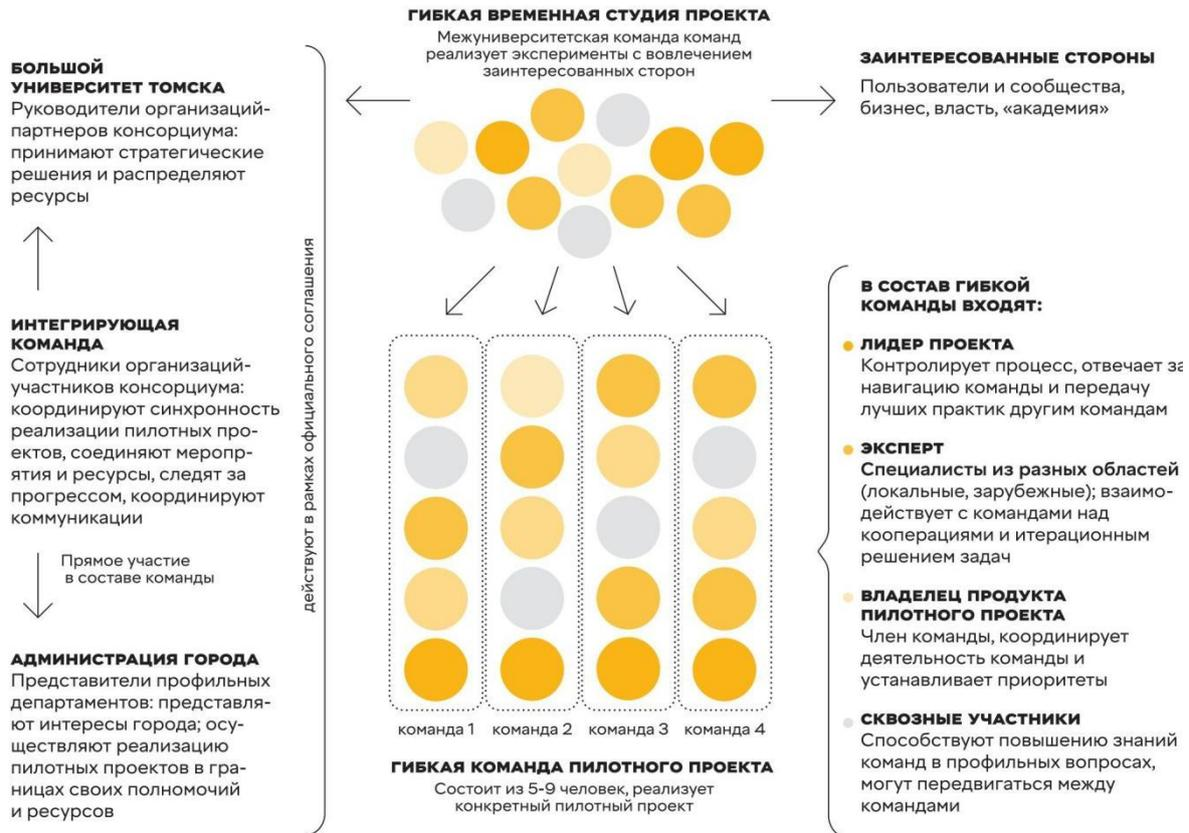 ГИБКАЯ ВРЕМЕННАЯ СТУДИЯ ПРОЕКТА
Межуниверситетская команда команд
реализует эксперименты с вовлечением
заинтересованных сторон
БОЛЬШОЙ
УНИВЕРСИТЕТ ТОМСКА
Руководители организаций-
партнеров консорциума:
принимают стратегические
решения и распределяют
ресурсы
ИНТЕГРИРУЮЩАЯ
КОМАНДА
Сотрудники организаций-
участников консорциума:
координируют синхронность
реализации пилотных про-
ектов, соединяют меропр-
ятия и ресурсы, следят за
прогрессом, координируют
коммуникации
Прямое участие
в составе команды
АДМИНИСТРАЦИЯ ГОРОДА
Представители профильных
департаментов: представля-
ют интересы города; осу-
ществляют реализацию
пилотных проектов в гра-
ницах своих полномочий
и ресурсов
действуют в рамках официального соглашения
команда 1
команда 2
команда 3
команда 4
ГИБКАЯ КОМАНДА ПИЛОТНОГО ПРОЕКТА
Состоит из 5-9 человек, реализует
конкретный пилотный проект
ЗАИНТЕРЕСОВАННЫЕ СТОРОНЫ
Пользователи и сообщества,
бизнес, власть, «академия»
В СОСТАВ ГИБКОЙ
КОМАНДЫ ВХОДЯТ:
ЛИДЕР ПРОЕКТА
Контролирует процесс, отвечает за
навигацию команды и передачу
лучших практик другим командам
ЭКСПЕРТ
Специалисты из разных областей
(локальные, зарубежные); взаимо-
действует с командами над
кооперациями и итерационным
решением задач
ВЛАДЕЛЕЦ ПРОДУКТА
ПИЛОТНОГО ПРОЕКТА
Член команды, координирует
деятельность команды и
устанавливает приоритеты
СКВОЗНЫЕ УЧАСТНИКИ
Способствуют повышению знаний
команд в профильных вопросах,
могут передвигаться между
командами